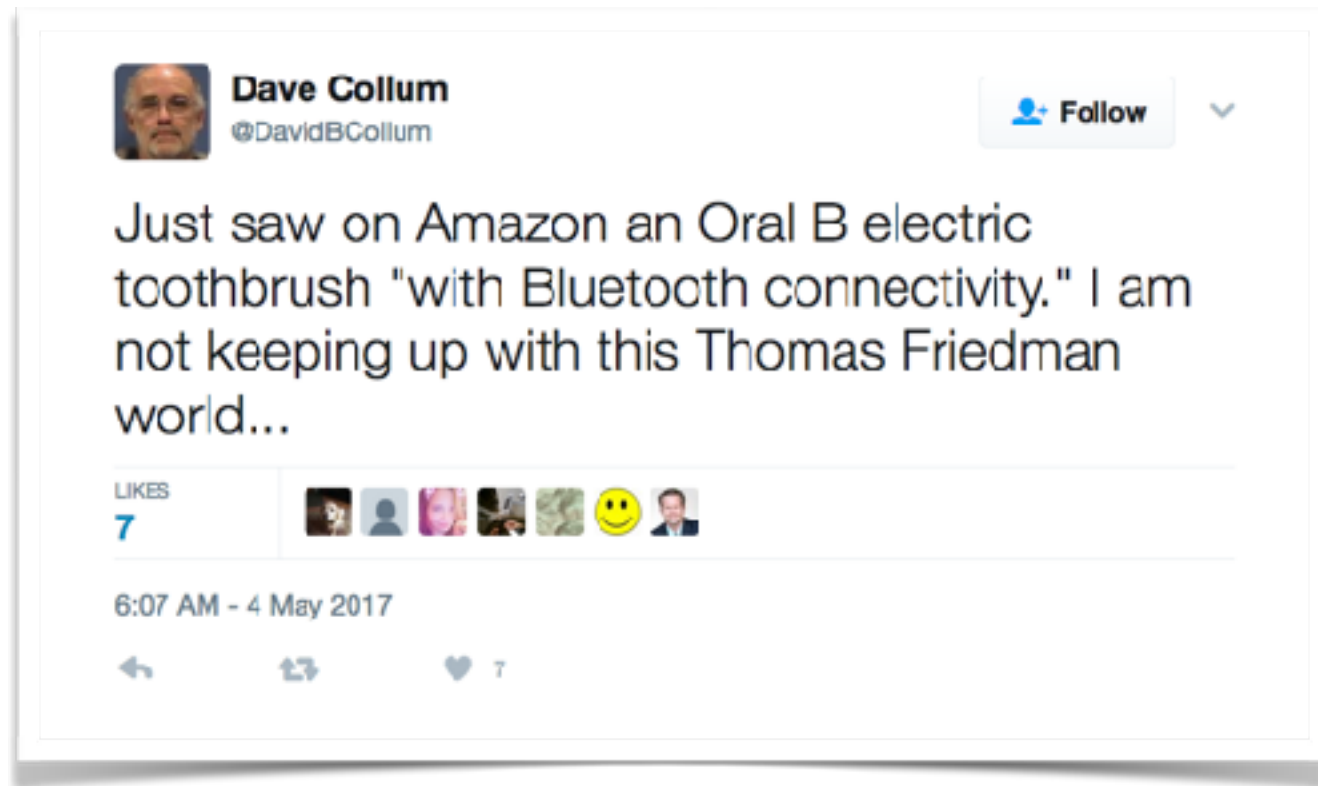 Dave Collum
@DavidBCollum
Follow
Just saw on Amazon an Oral B electric
toothbrush "with Bluetooth connectivity." I am
not keeping up with this Thomas Friedman
world...
LIKES
7
6:07 AM - 4 May 2017
7